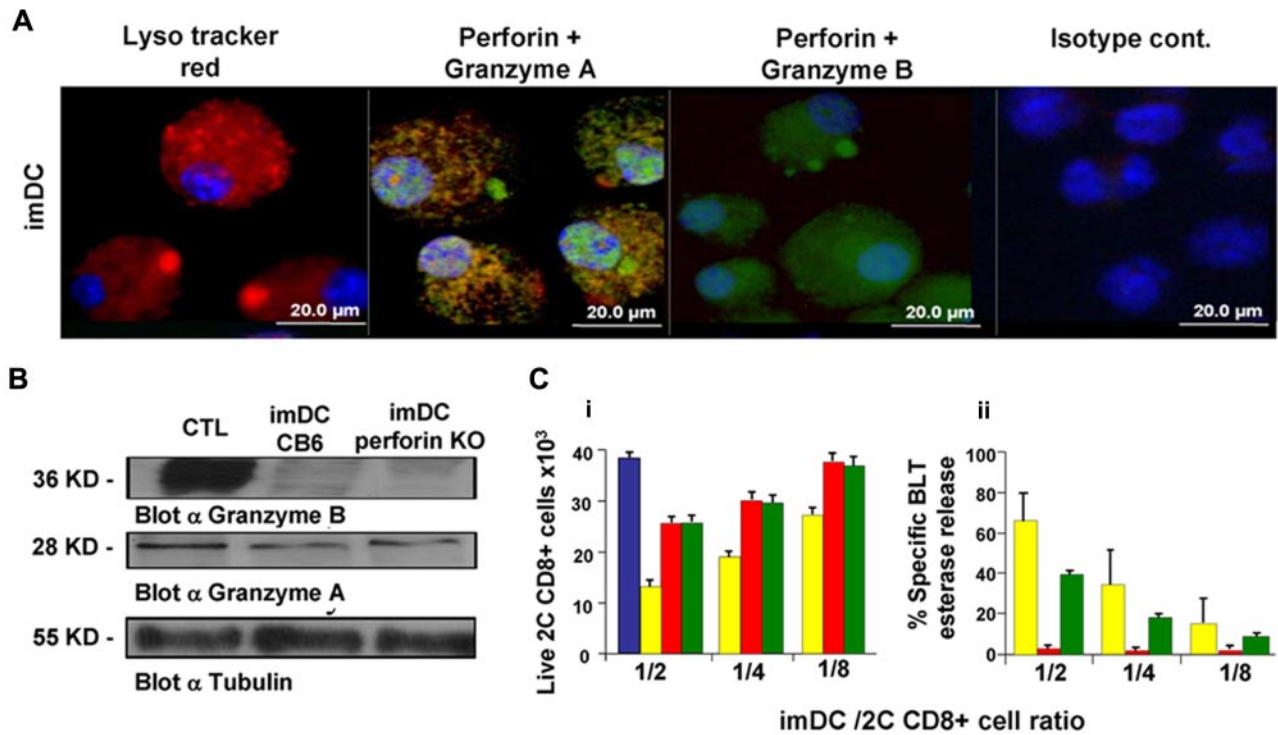 A
Lyso tracker
red
Perforin +
Granzyme A
Perforin +
Granzyme B
Isotype cont.
imDC
20.0 µm
20.0 µm
20.0 µm
20.0 µm
B
CTL
imDC
CB6
imDC
perforin KO
36 KD -
Blot α Granzyme B
28 KD -
Blot α Granzyme A
55 KD -
Blot α Tubulin
C
i
Live 2C CD8+ cells x10³
40
30
20
10
0
1/2
1/4
1/8
ii
% Specific BLT
esterase release
100
80
60
40
20
0
1/2
1/4
1/8
imDC /2C CD8+ cell ratio